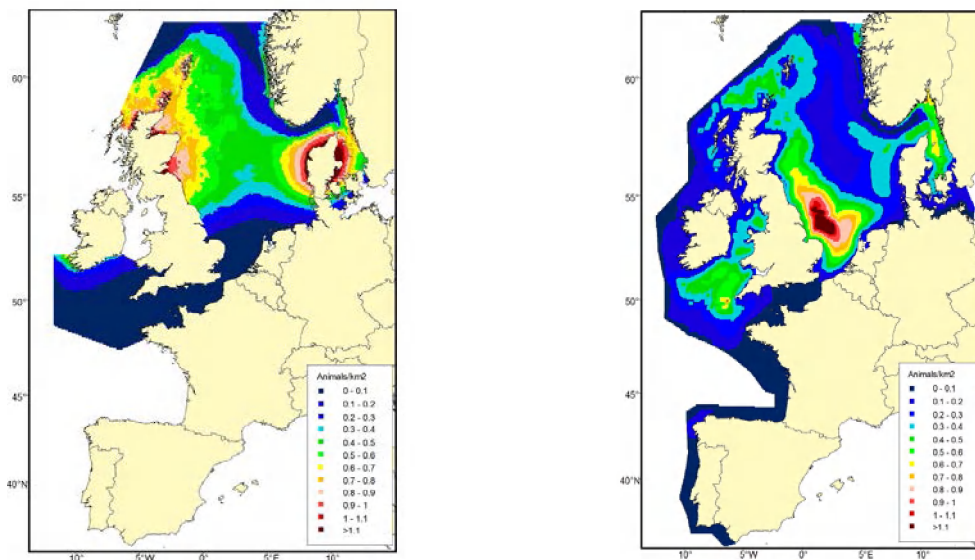 60°
55°
50°
45°
40°N
10°
5°W
0°
5°E
10°
Animals/km2
0 - 0.1
0.1 - 0.2
0.2 - 0.3
0.3 - 0.4
0.4 - 0.5
0.5 - 0.6
0.6 - 0.7
0.7 - 0.8
0.8 - 0.9
0.9 - 1
1 - 1.1
>1.1
60°
55°
50°
45°
40°N
10°
5°W
0°
5°E
10°
Animals/km2
0 - 0.1
0.1 - 0.2
0.2 - 0.3
0.3 - 0.4
0.4 - 0.5
0.5 - 0.6
0.6 - 0.7
0.7 - 0.8
0.8 - 0.9
0.9 - 1
1 - 1.1
>1.1